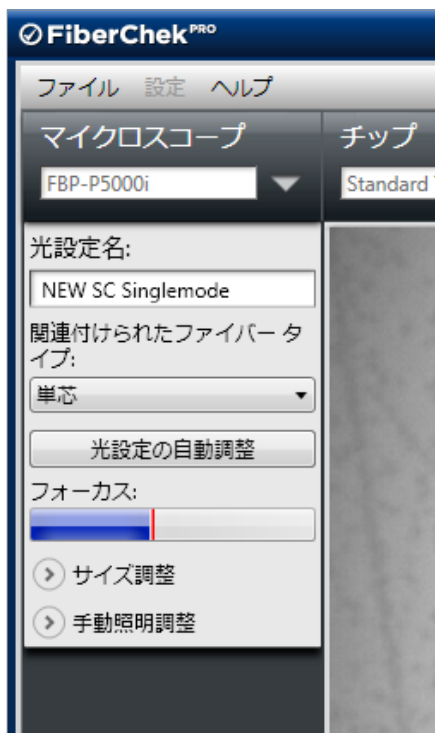 FiberChek PRO
ファイル 設定 ヘルプ
マイクロスコープ チップ
FBP-P5000i Standard
光設定名:
NEW SC Singlemode
関連付けられたファイバー タ
イプ:
単芯
光設定の自動調整
フォーカス:
サイズ調整
手動照明調整